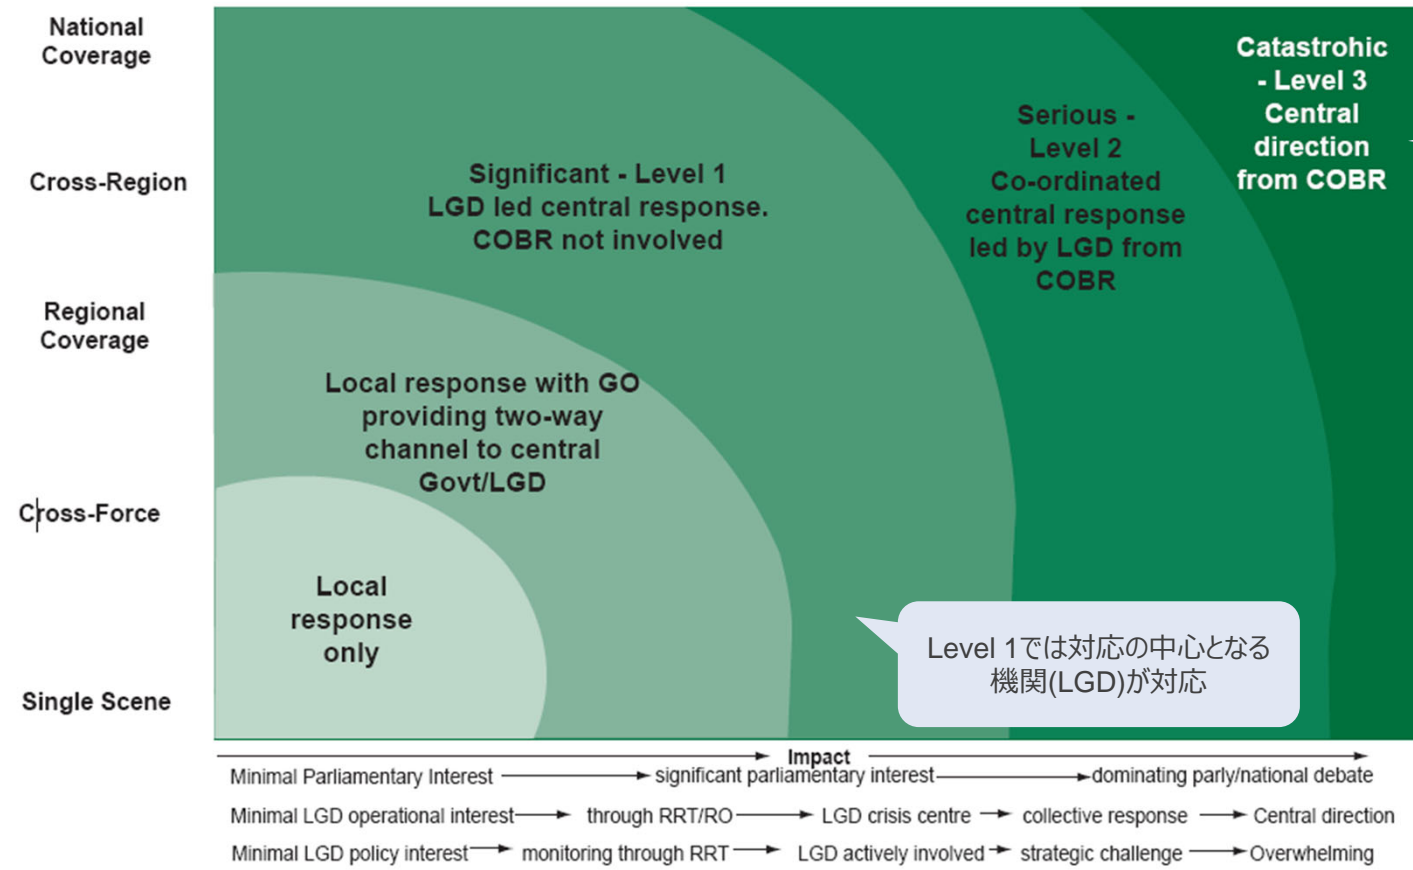 National
Coverage
Cross-Region
Regional
Coverage
Cross-Force
Single Scene
Catastrohic
- Level 3
Central
direction
from COBR
Serious -
Level 2
Co-ordinated
central response
led by LGD from
COBR
Significant - Level 1
LGD led central response.
COBR not involved
Local response with GO
providing two-way
channel to central
Govt/LGD
Local
response
only
Level 1では対応の中心となる
機関(LGD)が対応
Impact
Minimal Parliamentary Interest significant parliamentary interest dominating parly/national debate
Minimal LGD operational interest through RRT/RO LGD crisis centre collective response Central direction
Minimal LGD policy interest monitoring through RRT LGD actively involved strategic challenge Overwhelming